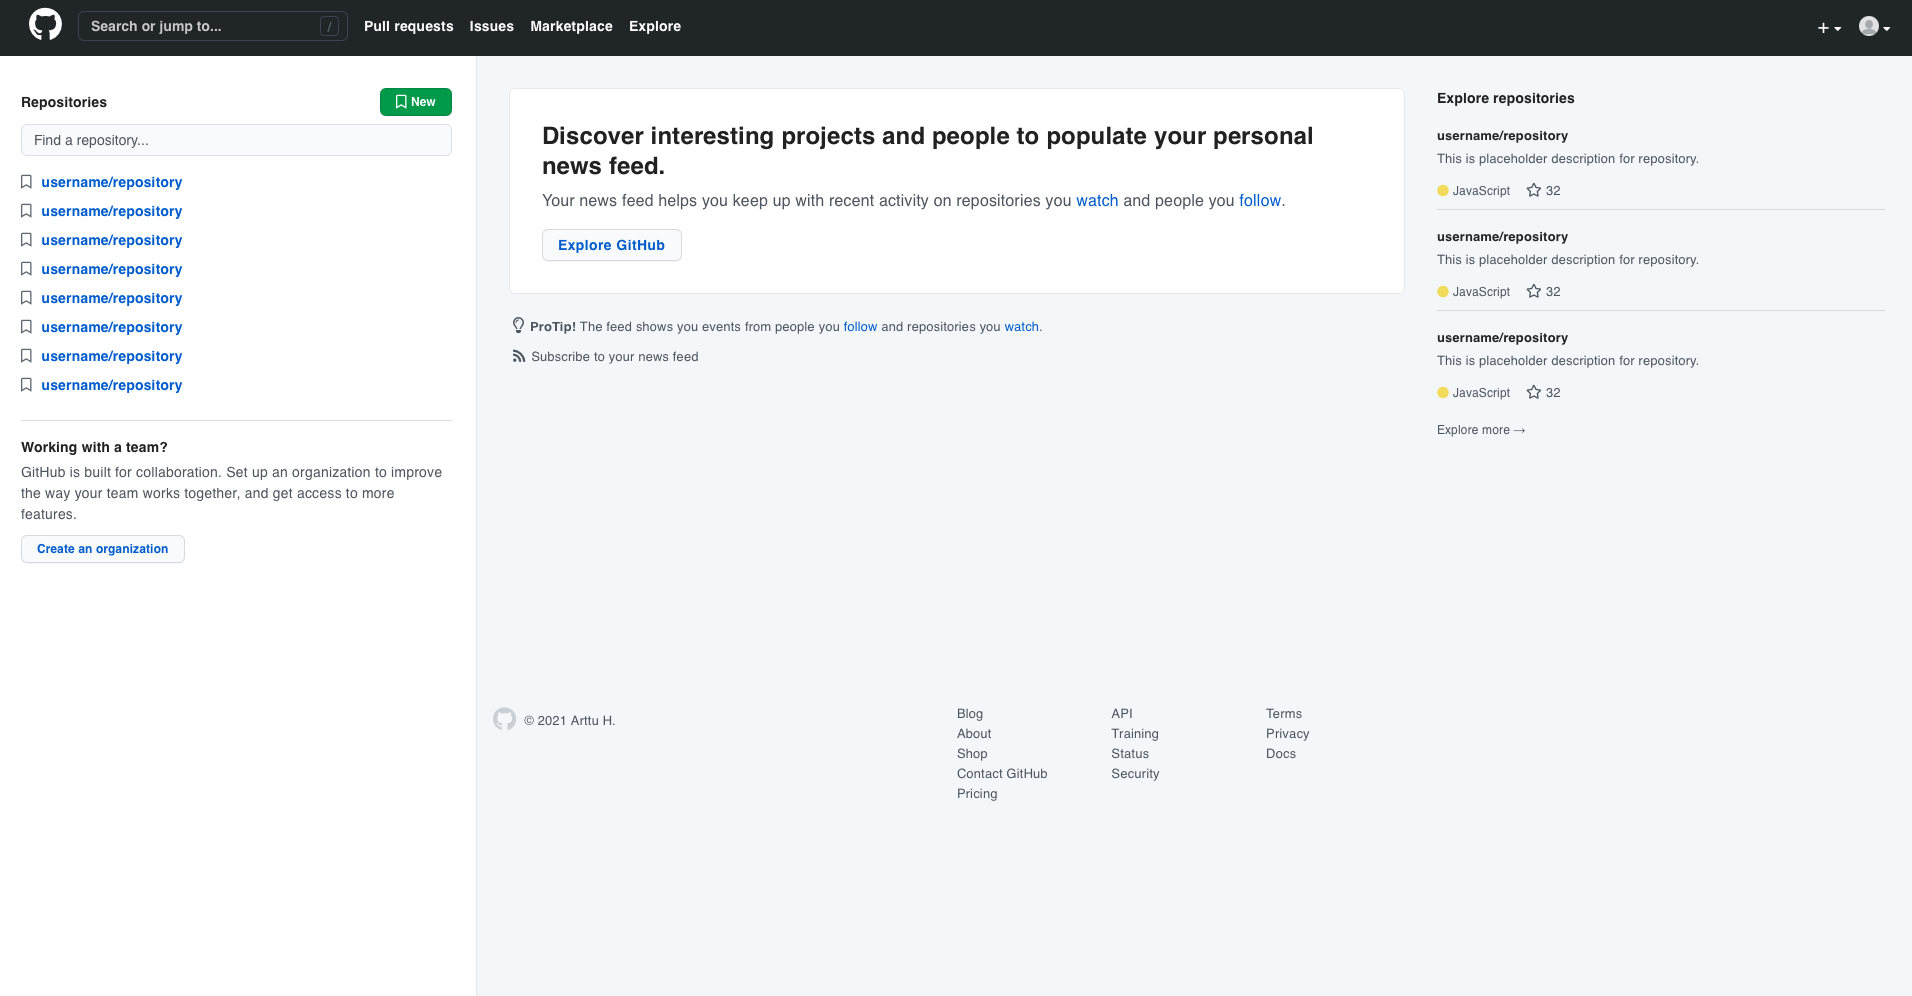 Search or jump to...
/
Pull requests
Issues
Marketplace
Explore
Repositories
New
Find a repository...
username/repository
username/repository
username/repository
username/repository
username/repository
username/repository
username/repository
username/repository
Working with a team?
GitHub is built for collaboration. Set up an organization to improve
the way your team works together, and get access to more
features.
Create an organization
Discover interesting projects and people to populate your personal
news feed.
Your news feed helps you keep up with recent activity on repositories you watch and people you follow.
Explore GitHub
ProTip! The feed shows you events from people you follow and repositories you watch.
Subscribe to your news feed
Explore repositories
username/repository
This is placeholder description for repository.
JavaScript 32
username/repository
This is placeholder description for repository.
JavaScript 32
username/repository
This is placeholder description for repository.
JavaScript 32
Explore more →
© 2021 Arttu H.
Blog
About
Shop
Contact GitHub
Pricing
API
Training
Status
Security
Terms
Privacy
Docs